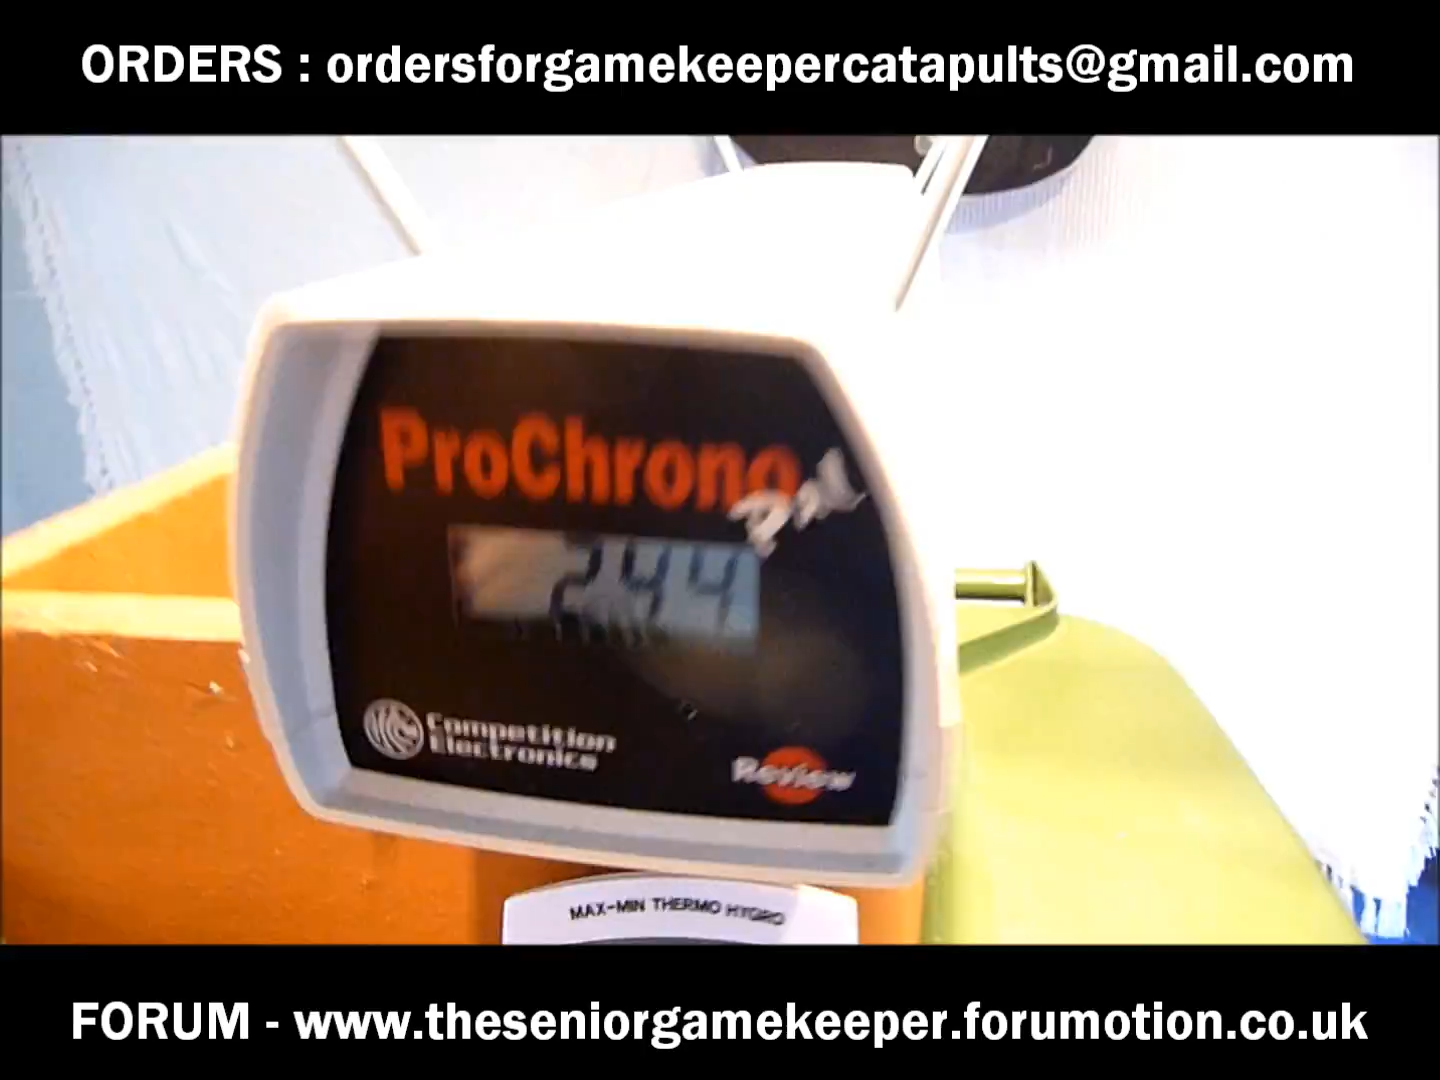 ORDERS : ordersforgamekeepercatapults@gmail.com
ProChrono
Pal
244
Competition
Electronics
Review
MAX-MIN THERMO HYGRO
FORUM - www.theseniorgamekeeper.forumotion.co.uk